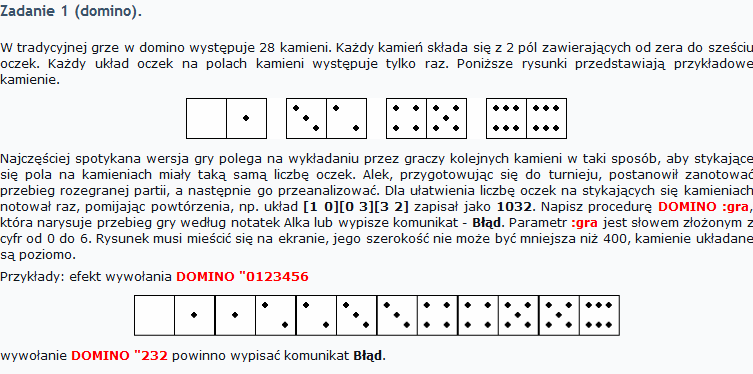 Zadanie 1 (domino).
W tradycyjnej grze w domino występuje 28 kamieni. Każdy kamień składa się z 2 pól zawierających od zera do sześciu
oczek. Każdy układ oczek na polach kamieni występuje tylko raz. Poniższe rysunki przedstawiają przykładowe
kamienie.
Najczęściej spotykana wersja gry polega na wykładaniu przez graczy kolejnych kamieni w taki sposób, aby stykające
się pola na kamieniach miały taką samą liczbę oczek. Alek, przygotowując się do turnieju, postanowił zanotować
przebieg rozegranej partii, a następnie go przeanalizować. Dla ułatwienia liczbę oczek na stykających się kamieniach
notował raz, pomijając powtórzenia, np. układ [1 0][0 3][3 2] zapisał jako 1032. Napisz procedurę DOMINO :gra,
która narysuje przebieg gry według notatek Alka lub wypisze komunikat - Błąd. Parametr :gra jest słowem złożonym z
cyfr od 0 do 6. Rysunek musi mieścić się na ekranie, jego szerokość nie może być mniejsza niż 400, kamienie układane
są poziomo.
Przykłady: efekt wywołania DOMINO "0123456
wywołanie DOMINO "232 powinno wypisać komunikat Błąd.